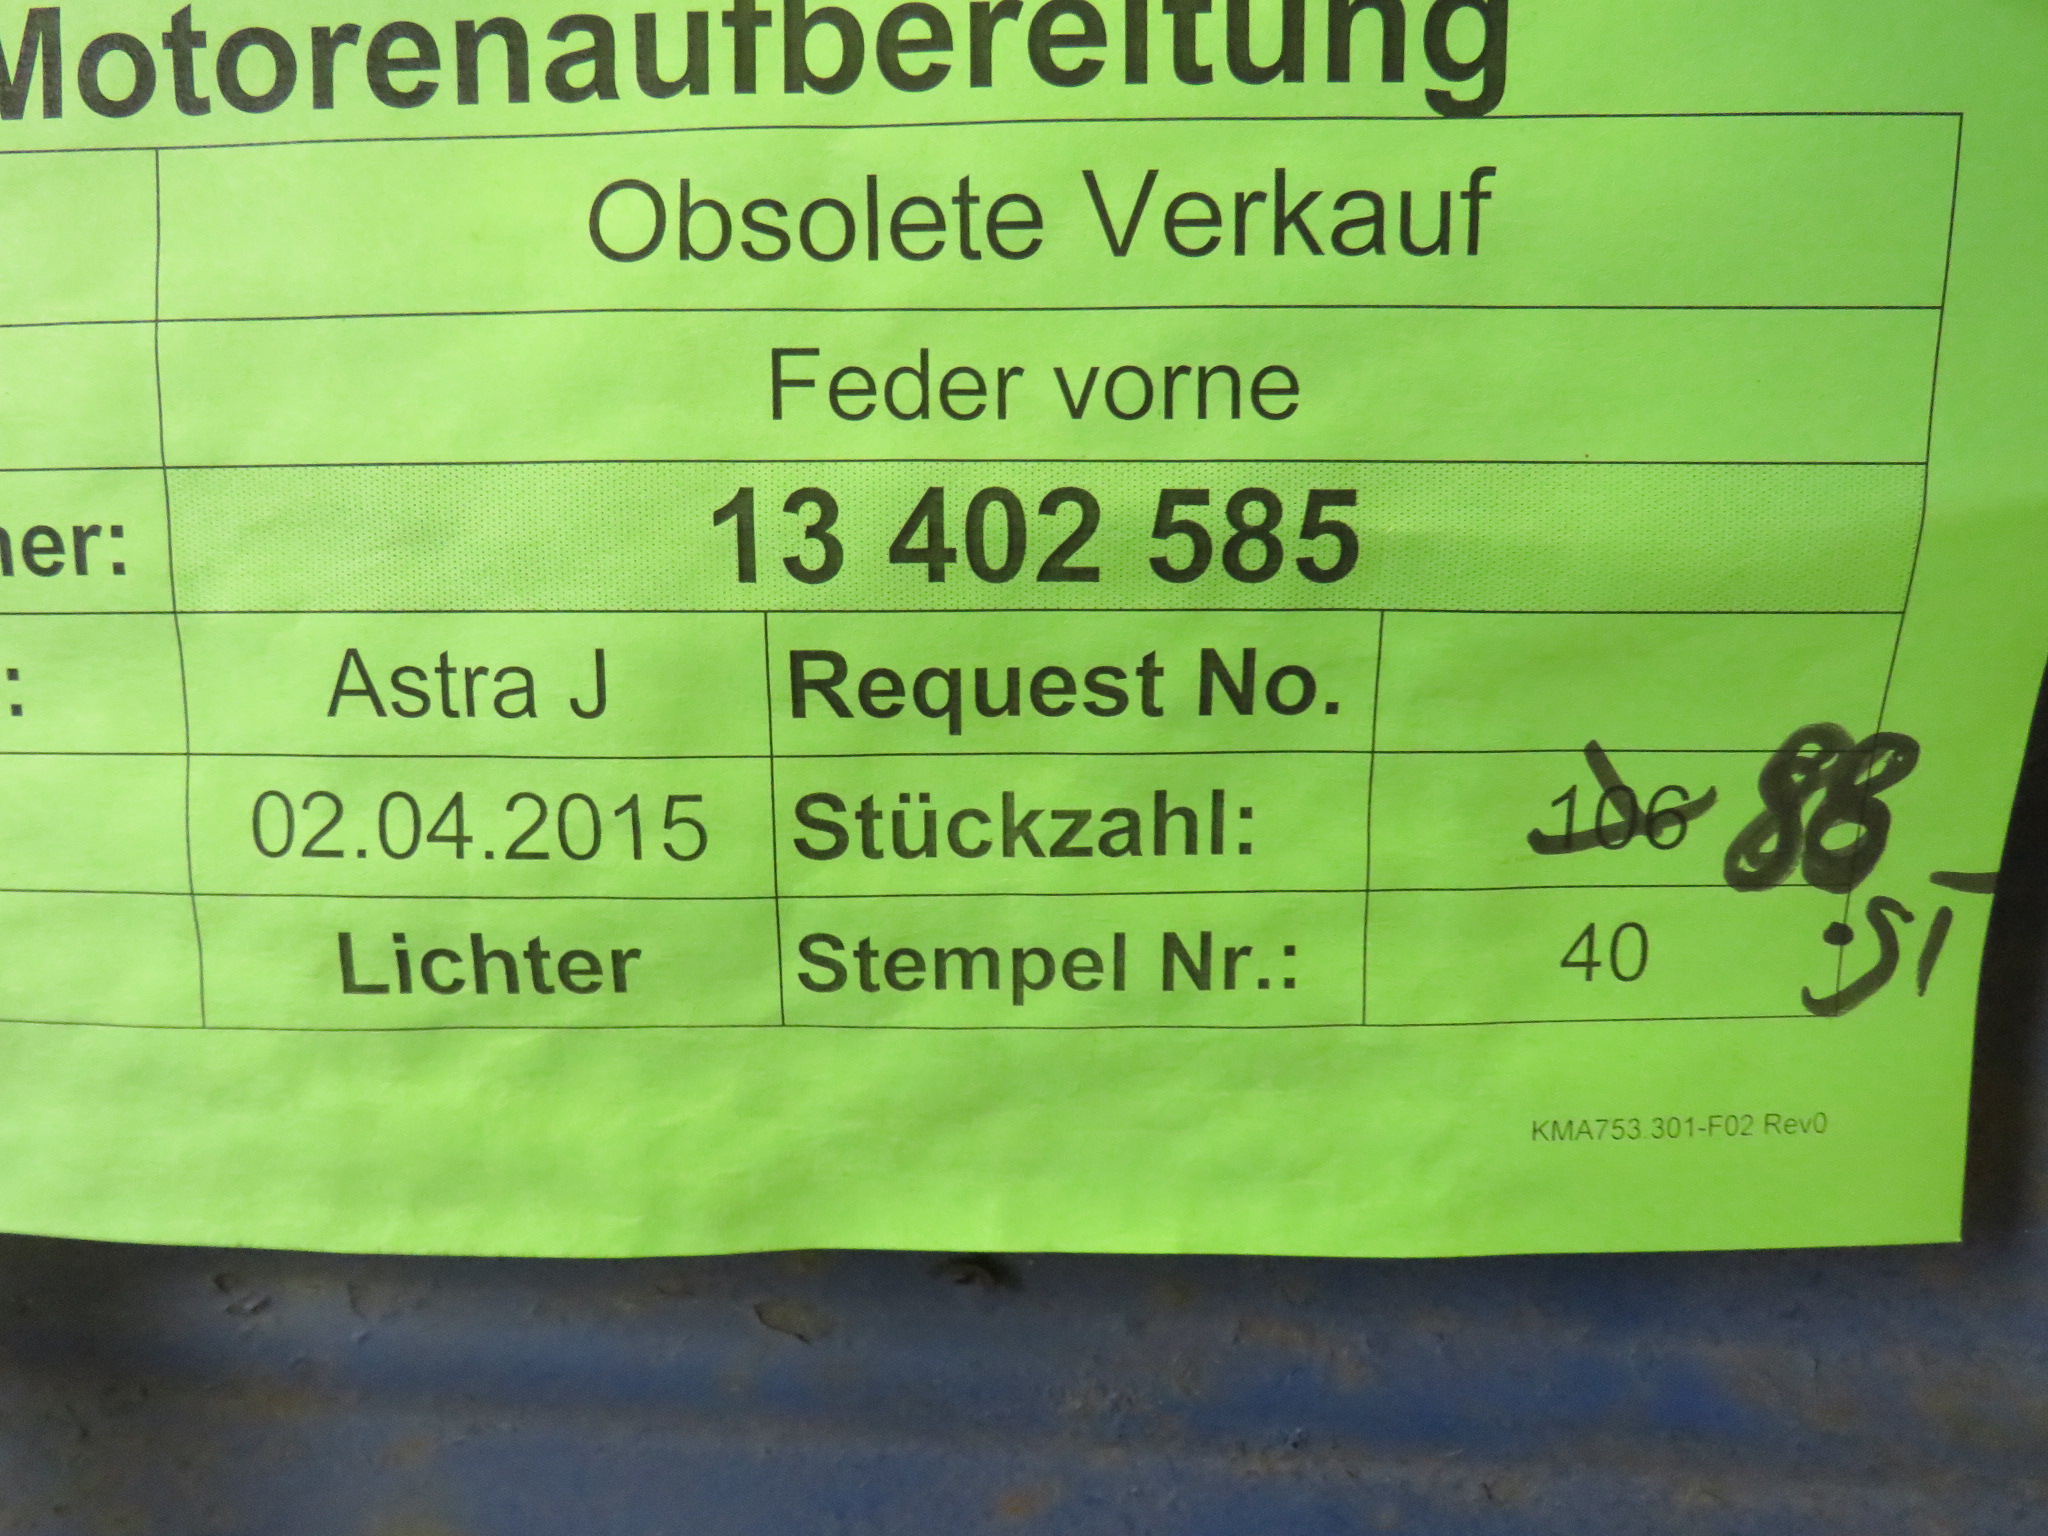 Motorenaufbereitung
Obsolete Verkauf
Feder vorne
ner: 13 402 585
: Astra J Request No.
02.04.2015 Stückzahl: 106 88
Lichter Stempel Nr.: 40
KMA753.301-F02 Rev0